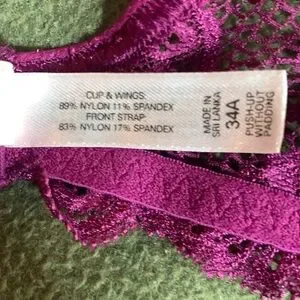 CUP & WINGS:
89% NYLON 11% SPANDEX
FRONT STRAP
83% NYLON 17% SPANDEX
MADE IN
SRI LANKA
34A
PUSH-UP
WITHOUT
PADDING